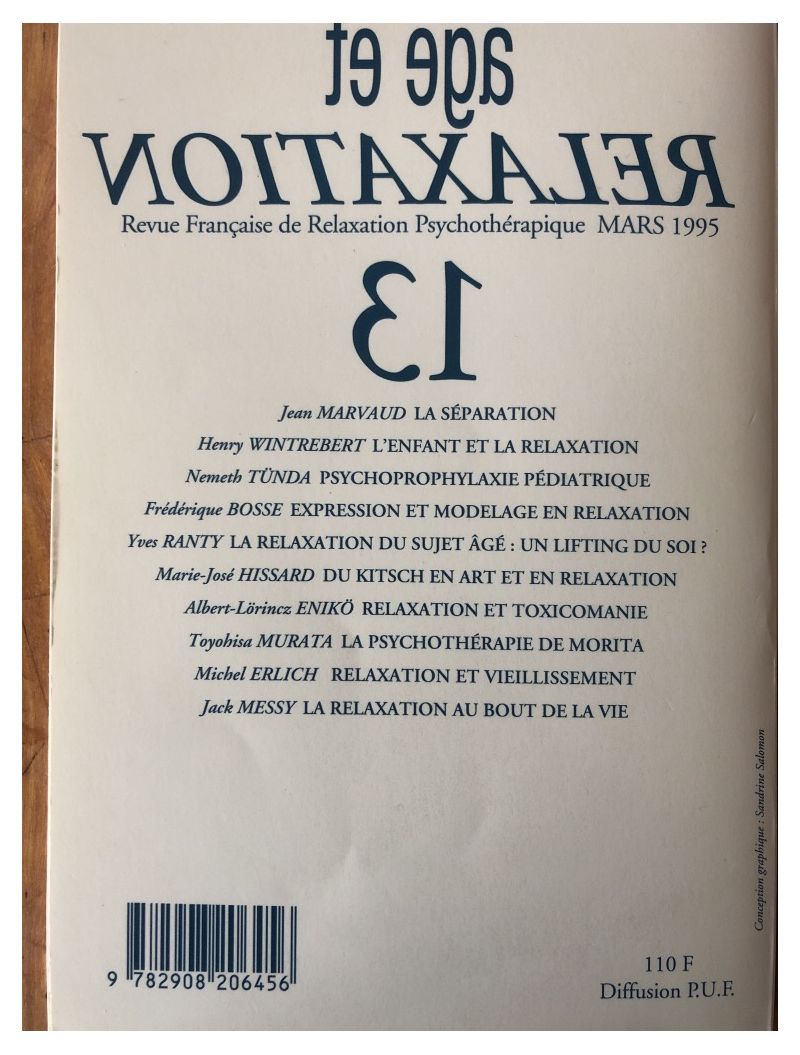 age et
RELAXATION
Revue Française de Relaxation Psychothérapique MARS 1995
13
Jean MARVAUD LA SÉPARATION
Henry WINTREBERT L'ENFANT ET LA RELAXATION
Nemeth TÜNDA PSYCHOPROPHYLAXIE PÉDIATRIQUE
Frédérique BOSSE EXPRESSION ET MODELAGE EN RELAXATION
Yves RANTY LA RELAXATION DU SUJET ÂGÉ : UN LIFTING DU SOI ?
Marie-José HISSARD DU KITSCH EN ART ET EN RELAXATION
Albert-Lörincz ENIKÖ RELAXATION ET TOXICOMANIE
Toyohisa MURATA LA PSYCHOTHÉRAPIE DE MORITA
Michel ERLICH RELAXATION ET VIEILLISSEMENT
Jack MESSY LA RELAXATION AU BOUT DE LA VIE
Conception graphique : Sandrine Salomon
9 782908 206456
110 F
Diffusion P.U.F.